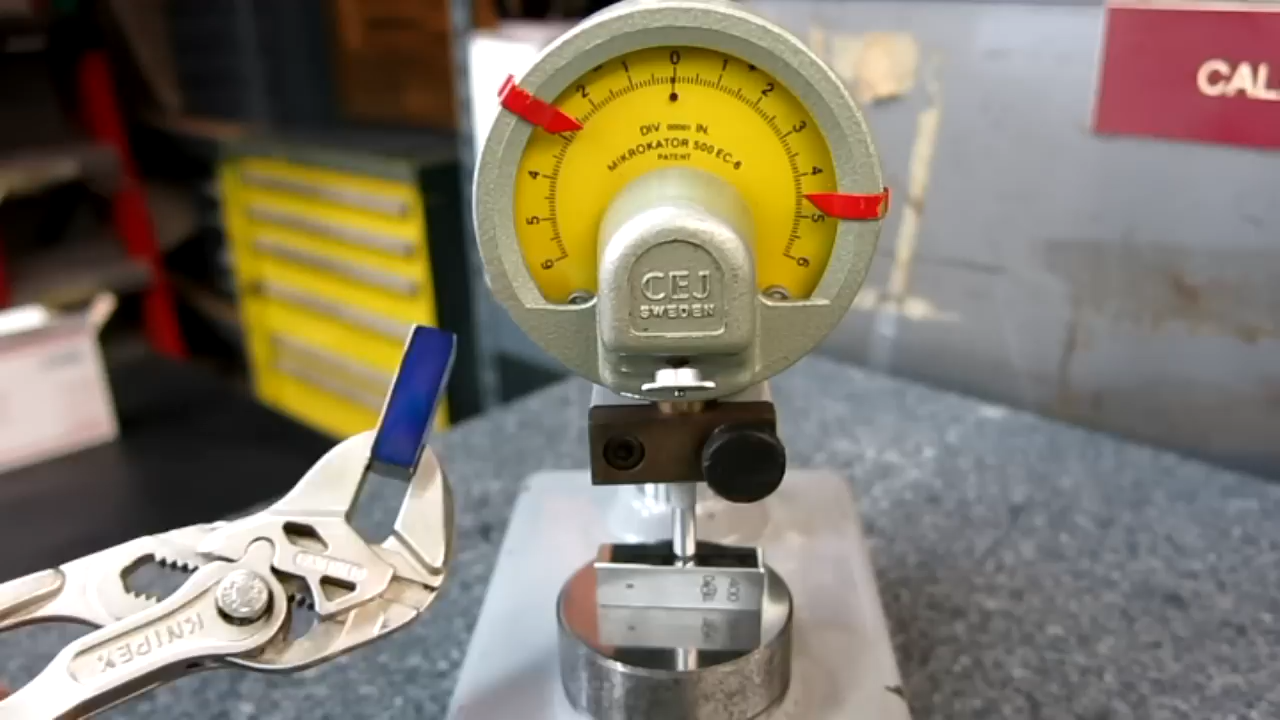 CAL
2 1 0 1 2
3
4 4
5 5
6 6
DIV .00001 IN.
MIKROKATOR 500 EC-6
PATENT
CEJ
SWEDEN
KNIPEX